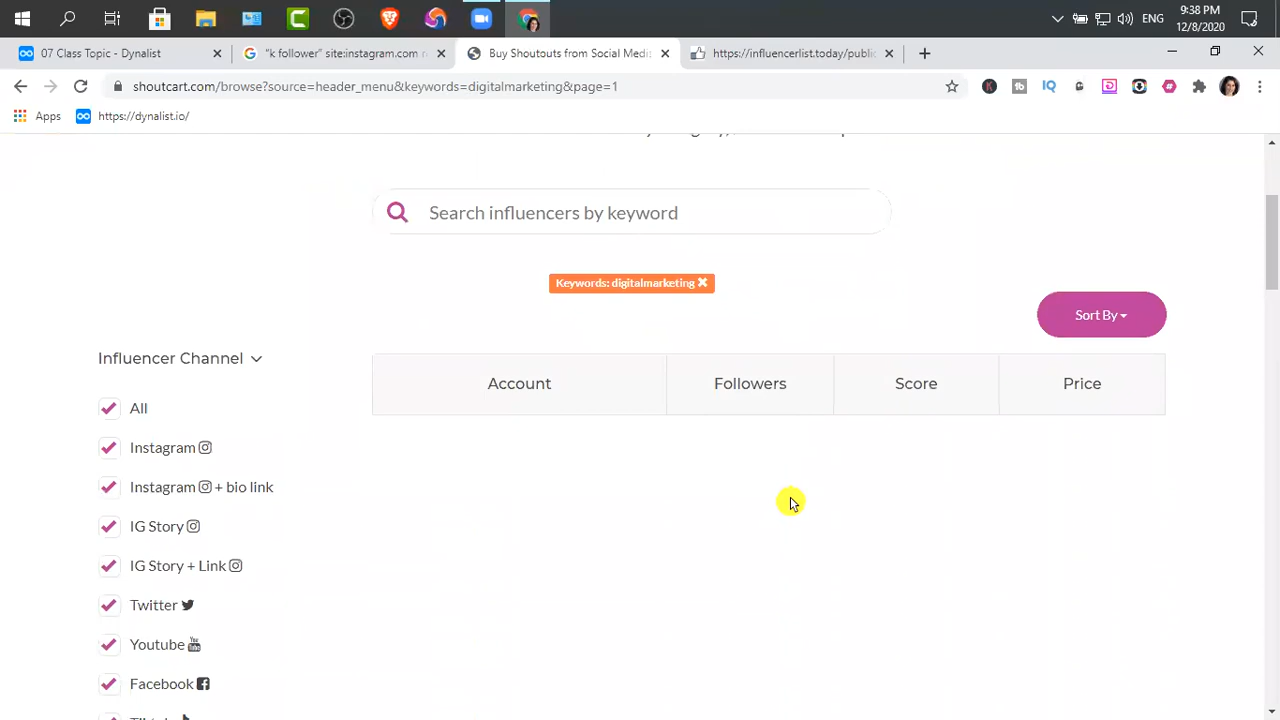 9:38 PM
ENG
12/8/2020
07 Class Topic - Dynalist
"k follower" site:instagram.com r
Buy Shoutouts from Social Medi
https://influencerlist.today/public
shoutcart.com/browse?source=header_menu&keywords=digitalmarketing&page=1
Apps
https://dynalist.io/
Search influencers by keyword
Keywords: digitalmarketing ✖
Sort By
Influencer Channel
Account
Followers
Score
Price
All
Instagram
Instagram + bio link
IG Story
IG Story + Link
Twitter
Youtube
Facebook